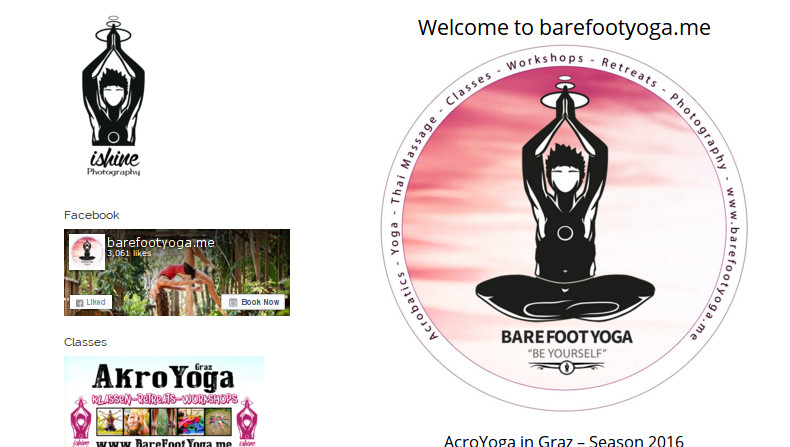 ishine
Photography
Facebook
barefootyoga.me
3,061 likes
Liked
Book Now
Classes
AkroYoga
Graz
KLASSEN-RETREATS-WORKSHOPS
ishine
ishine
www.BareFootYoga.me
Welcome to barefootyoga.me
Acrobatics - Yoga - Thai Massage - Classes - Workshops - Retreats - Photography - www.barefootyoga.me
BAREFOOT YOGA
"BE YOURSELF"
AcroYoga in Graz – Season 2016